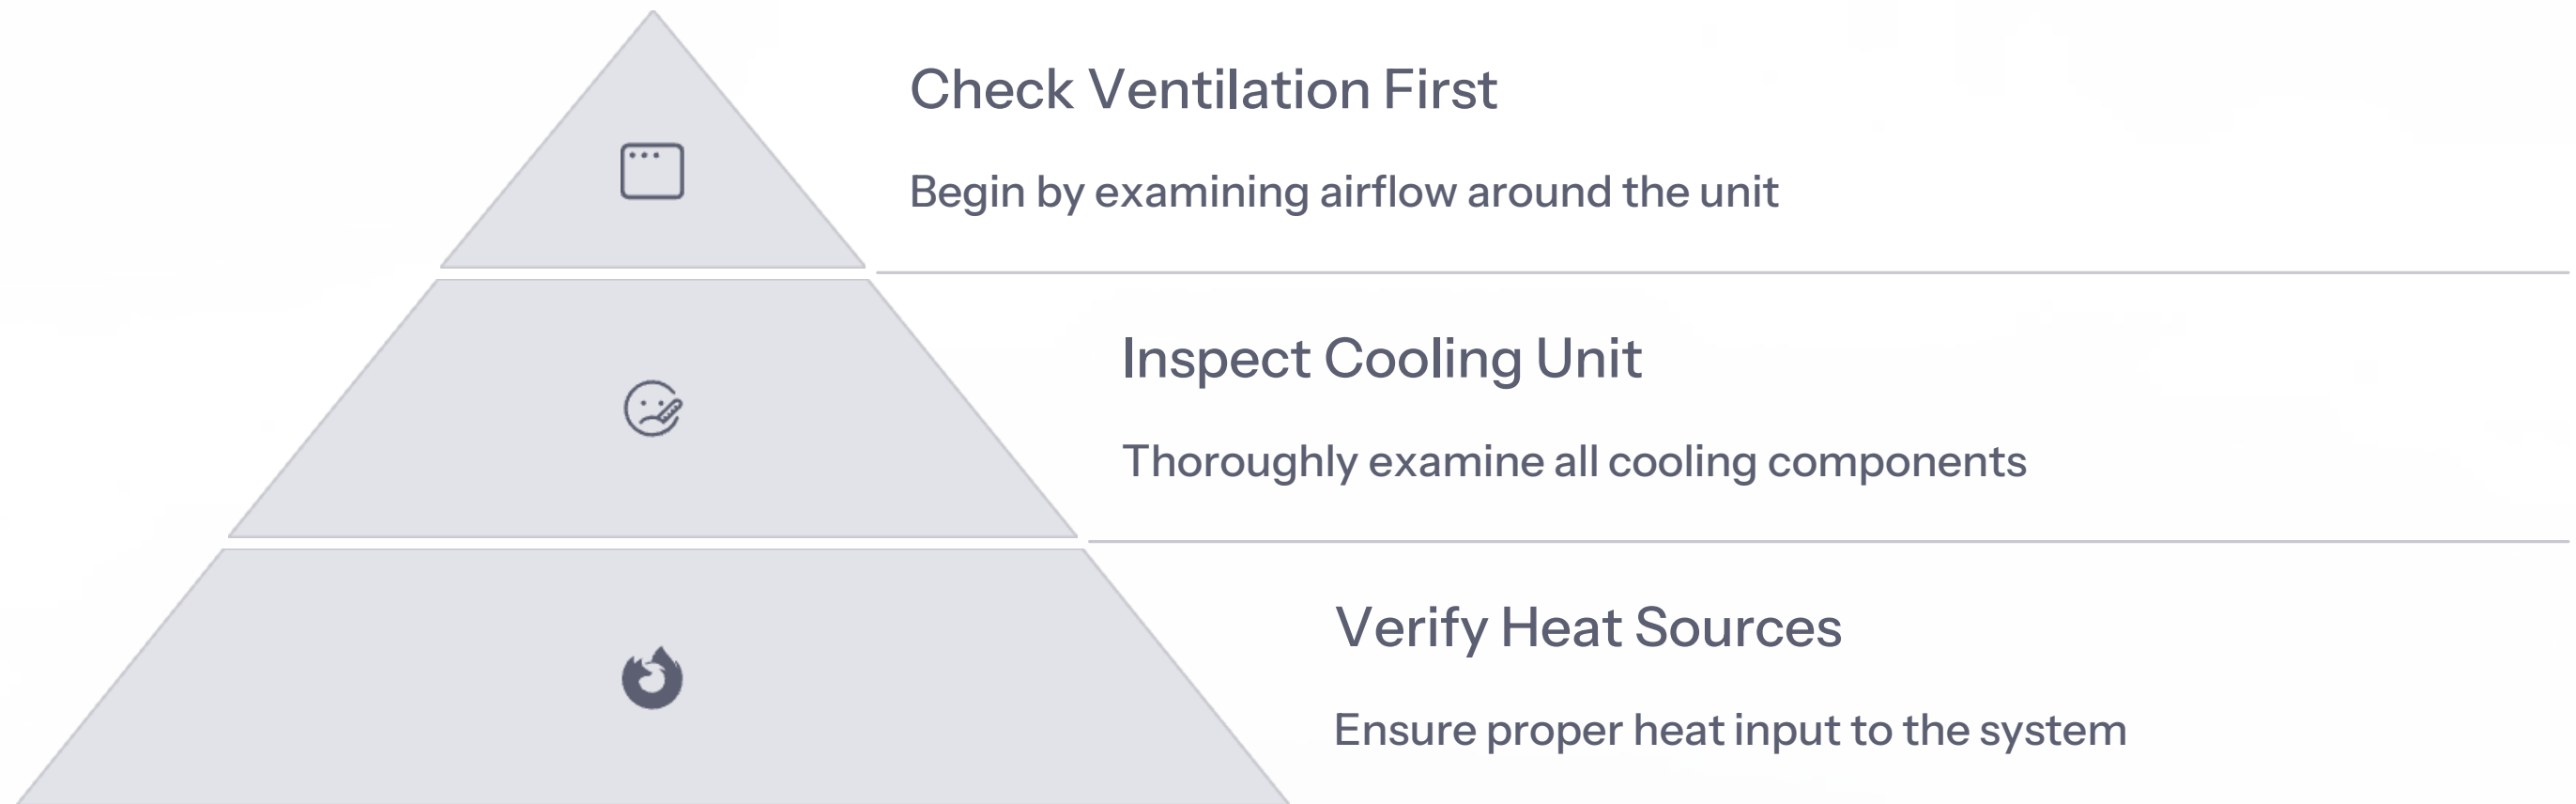 Check Ventilation First
Begin by examining airflow around the unit
Inspect Cooling Unit
Thoroughly examine all cooling components
Verify Heat Sources
Ensure proper heat input to the system